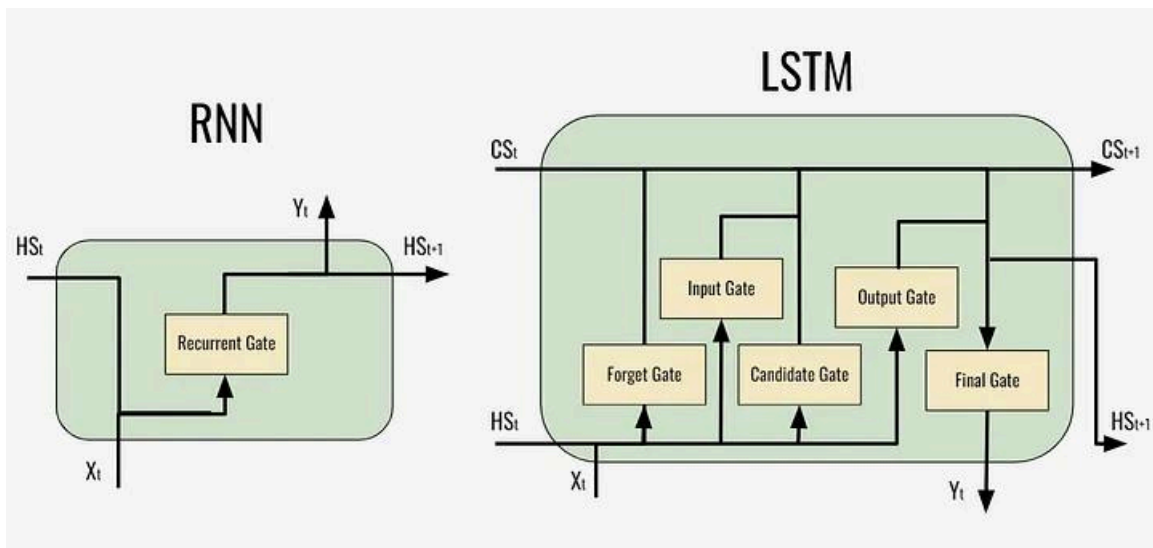 RNN
HSt
Yt
HSt+1
Recurrent Gate
Xt
LSTM
CSt
CSt+1
Input Gate
Output Gate
Forget Gate
Candidate Gate
Final Gate
HSt
HSt+1
Xt
Yt